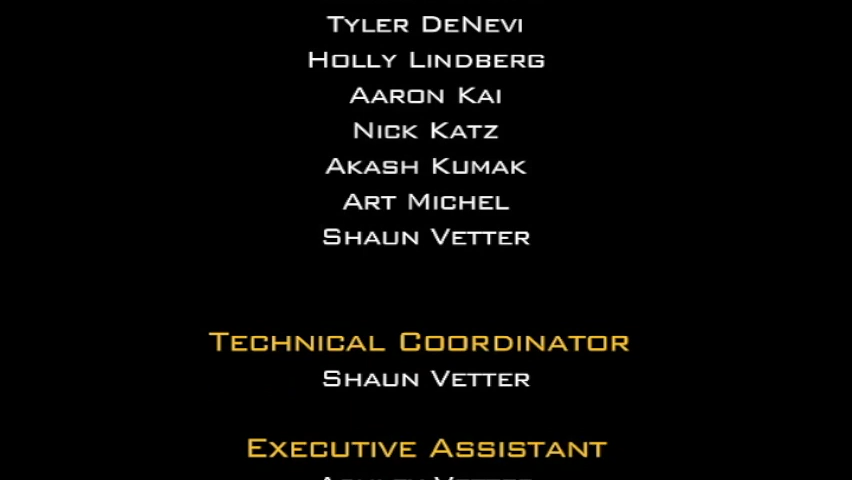 Tyler DeNevi
Holly Lindberg
Aaron Kai
Nick Katz
Akash Kumak
Art Michel
Shaun Vetter
Technical Coordinator
Shaun Vetter
Executive Assistant